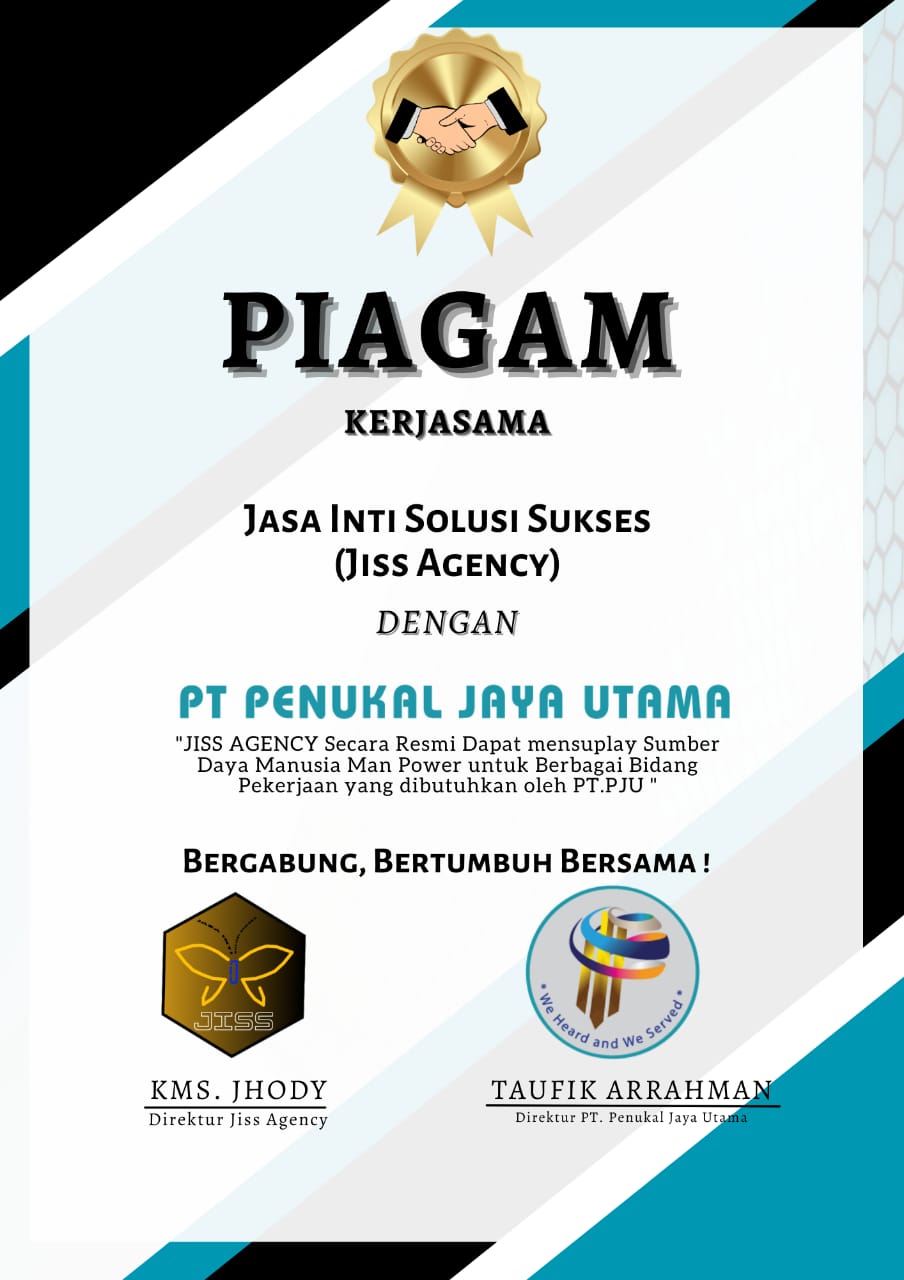 PIAGAM
KERJASAMA
JASA INTI SOLUSI SUKSES
(JISS AGENCY)
DENGAN
PT PENUKAL JAYA UTAMA
"JISS AGENCY Secara Resmi Dapat mensuplay Sumber
Daya Manusia Man Power untuk Berbagai Bidang
Pekerjaan yang dibutuhkan oleh PT.PJU "
BERGABUNG, BERTUMBUH BERSAMA !
JISS
* We Heard and We Served *
KMS. JHODY
Direktur Jiss Agency
TAUFIK ARRAHMAN
Direktur PT. Penukal Jaya Utama